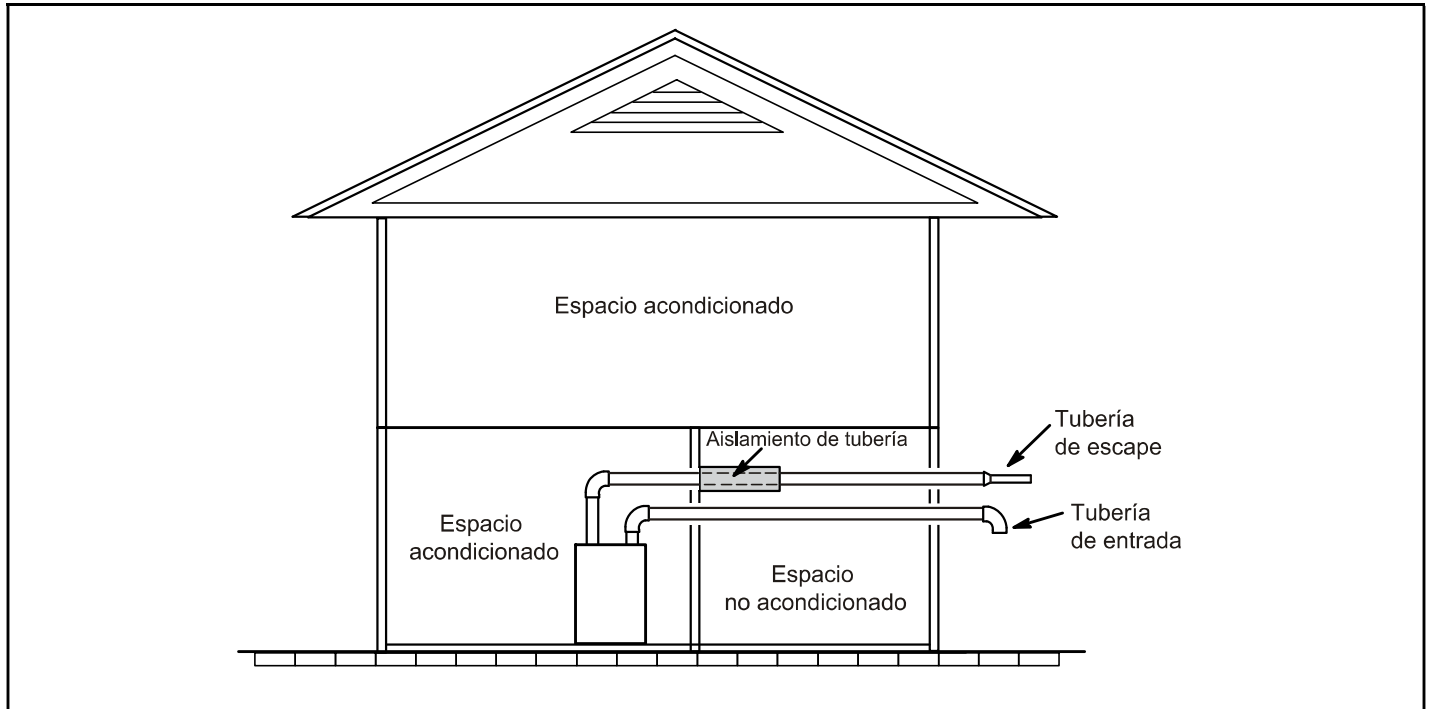 Espacio acondicionado
Aislamiento de tubería
Tubería
de escape
Espacio
acondicionado
Tubería
de entrada
Espacio
no acondicionado